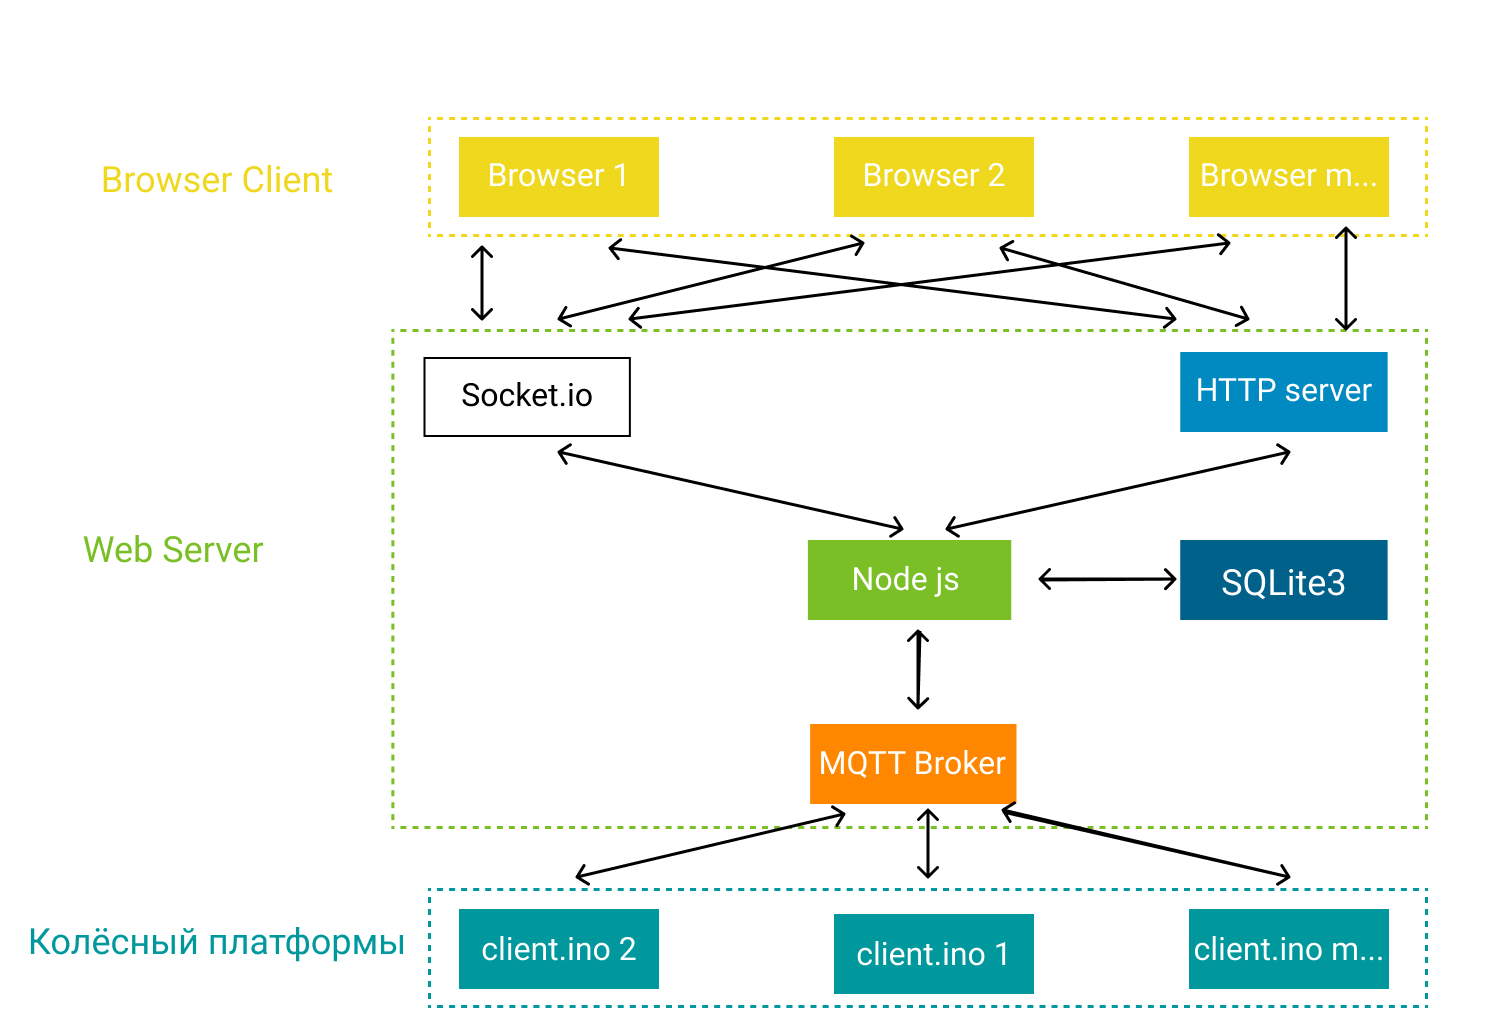 Browser Client
Browser 1
Browser 2
Browser m...
Socket.io
HTTP server
Web Server
Node js
SQLite3
MQTT Broker
Колёсный платформы
client.ino 2
client.ino 1
client.ino m...